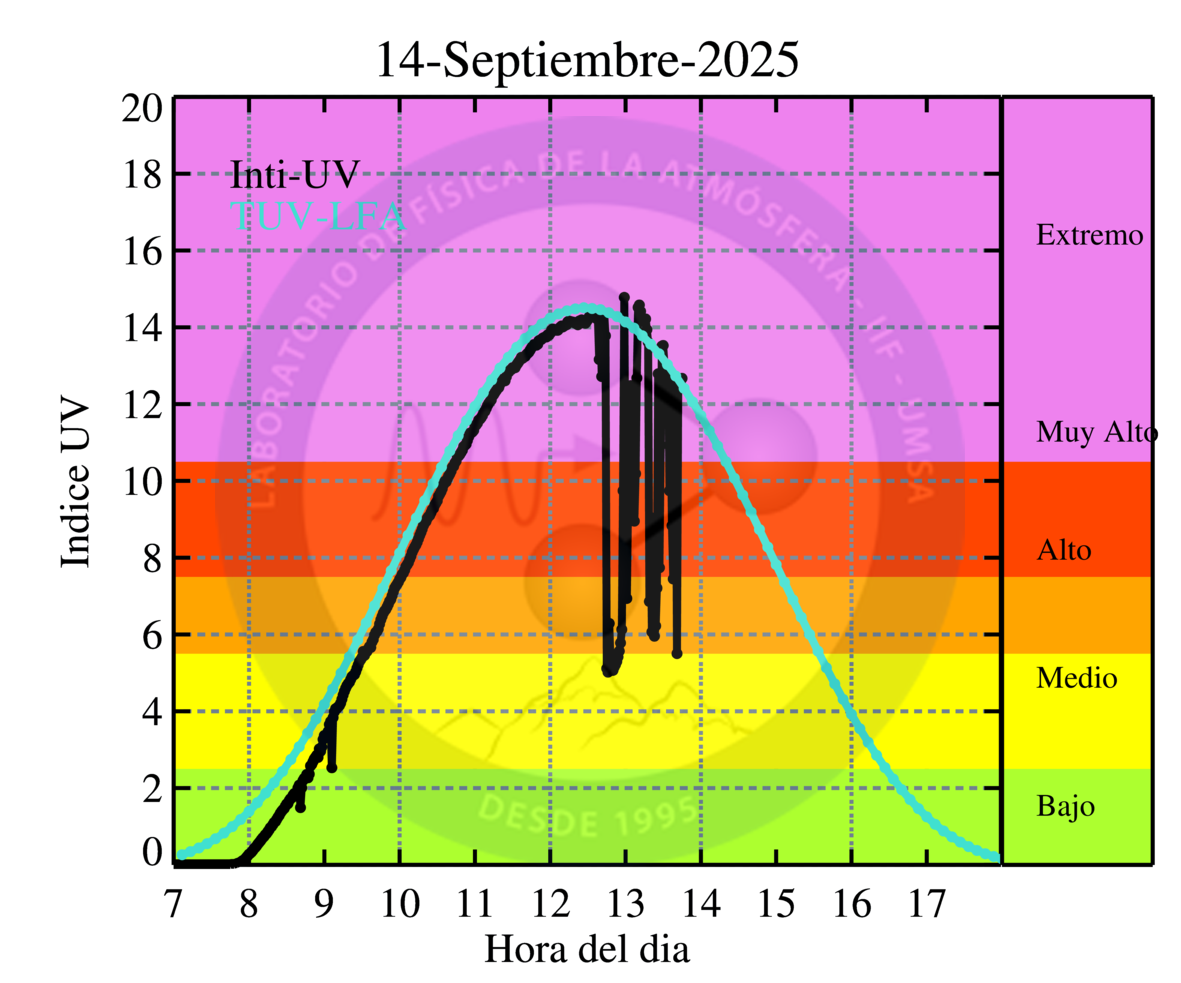 14-Septiembre-2025
20
18
16
14
12
10
8
6
4
2
0
Indice UV
Inti-UV
TUV-LFA
LABORATORIO DE FÍSICA DE LA ATMÓSFERA - IIF - UMSA
DESDE 1995
Extremo
Muy Alto
Alto
Medio
Bajo
7 8 9 10 11 12 13 14 15 16 17
Hora del dia